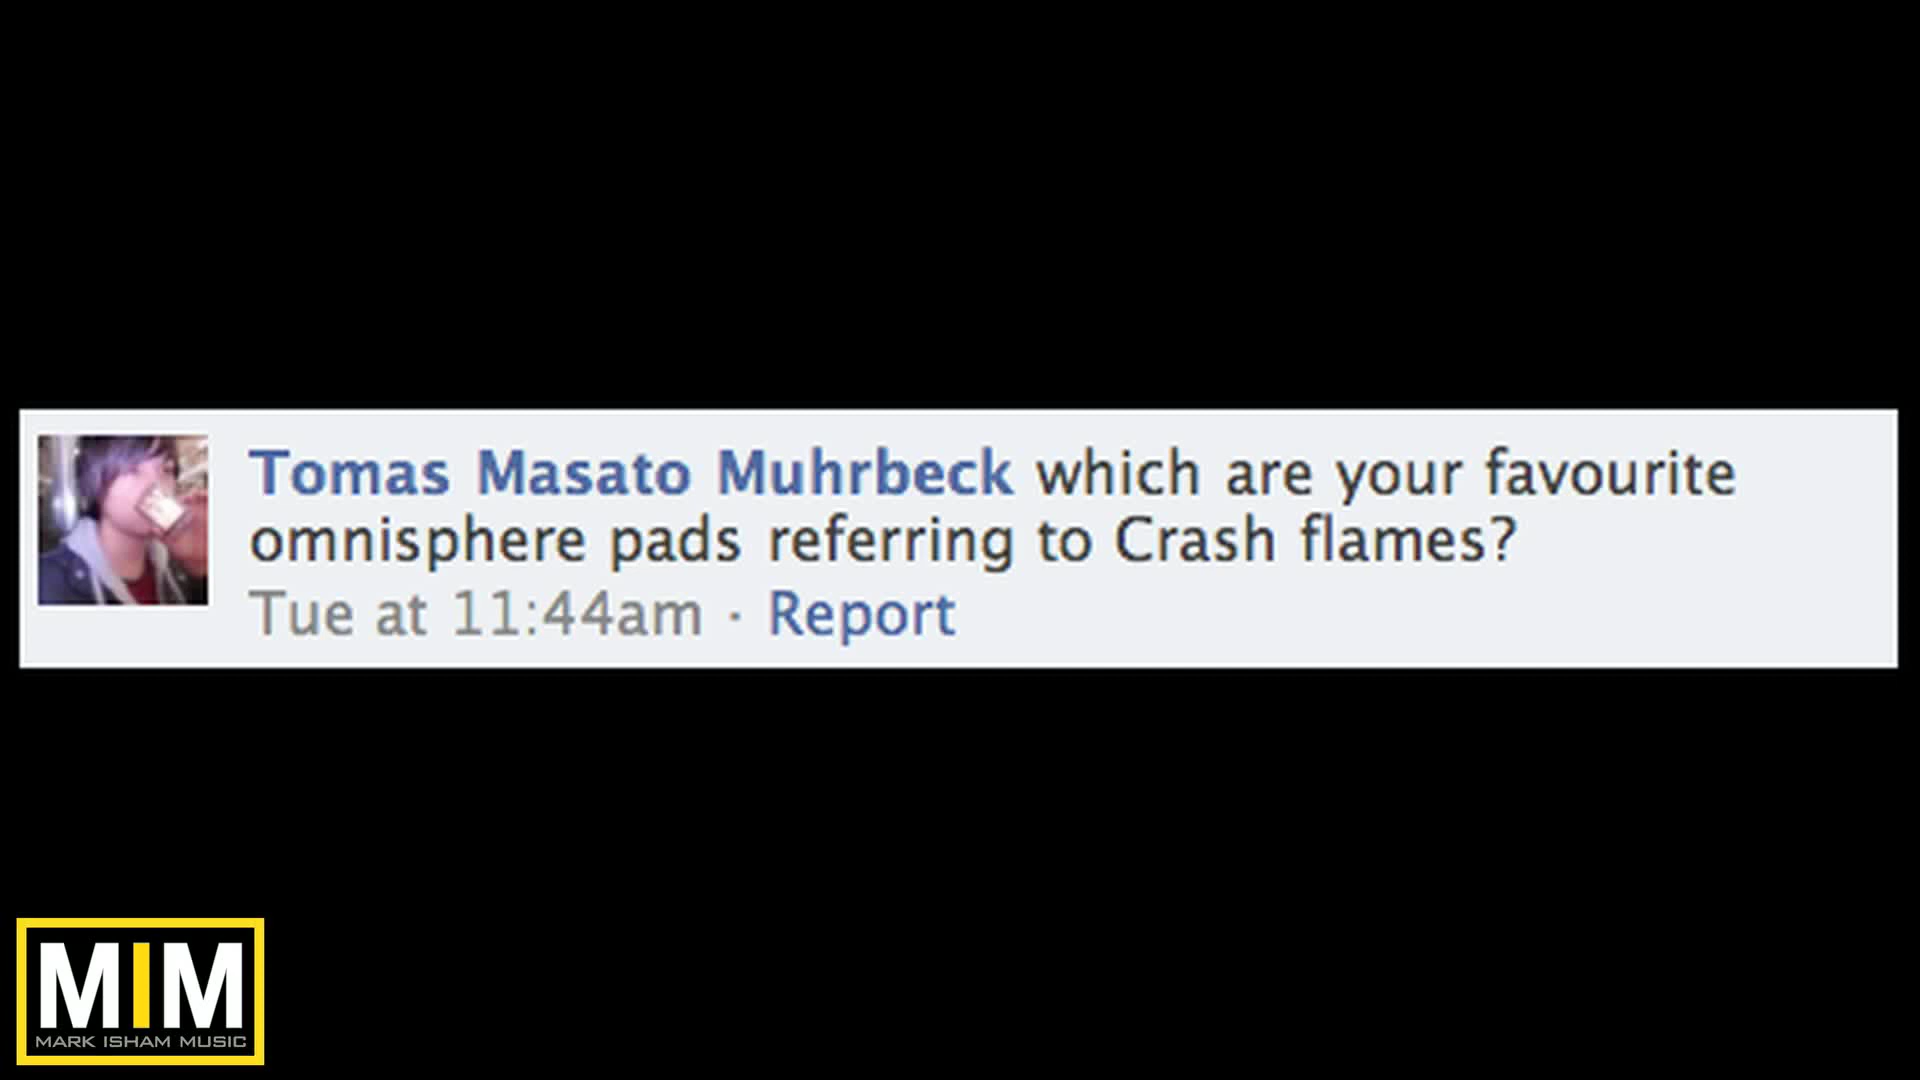 Tomas Masato Muhrbeck which are your favourite
omnisphere pads referring to Crash flames?
Tue at 11:44am · Report
MIM
MARK ISHAM MUSIC